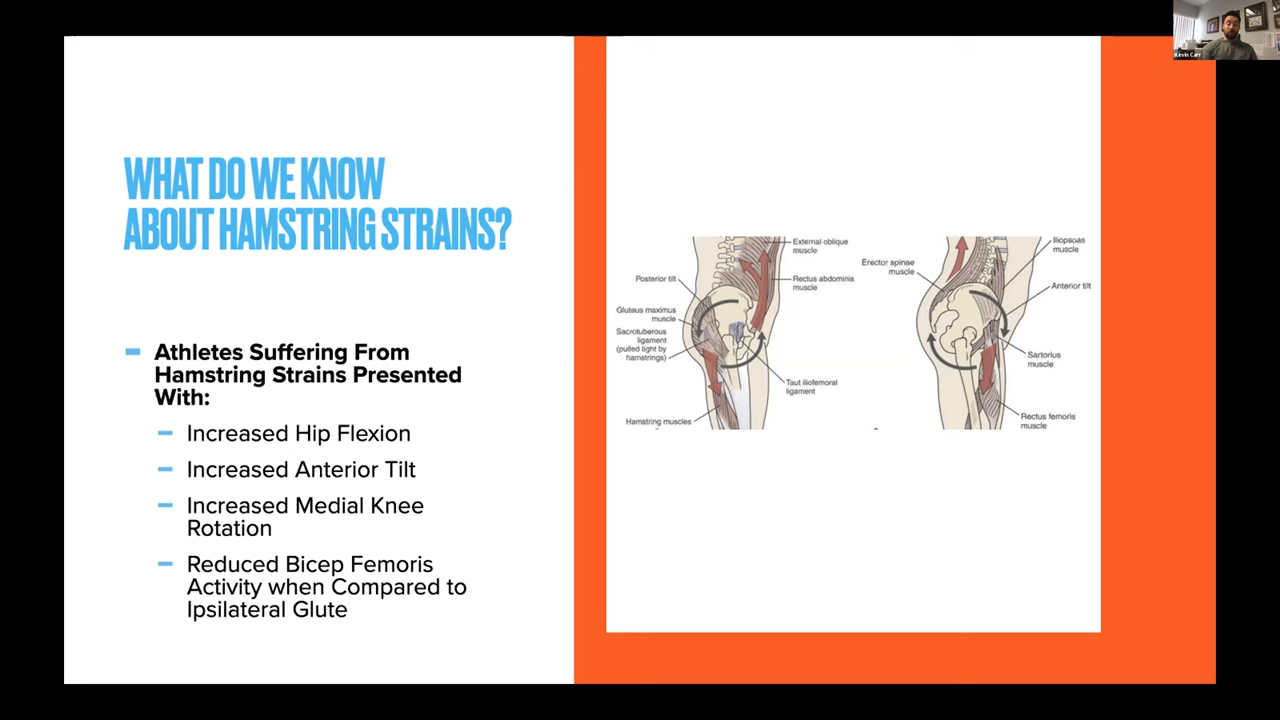 WHAT DO WE KNOW
ABOUT HAMSTRING STRAINS?
Athletes Suffering From
Hamstring Strains Presented
With:
Increased Hip Flexion
Increased Anterior Tilt
Increased Medial Knee
Rotation
Reduced Bicep Femoris
Activity when Compared to
Ipsilateral Glute
External oblique
muscle
Posterior tilt
Rectus abdominis
muscle
Gluteus maximus
muscle
Sacrotuberous
ligament
(pulled tight by
hamstrings)
Taut iliofemoral
ligament
Hamstring muscles
Iliopsoas
muscle
Erector spinae
muscle
Anterior tilt
Sartorius
muscle
Rectus femoris
muscle
Kevin Carr